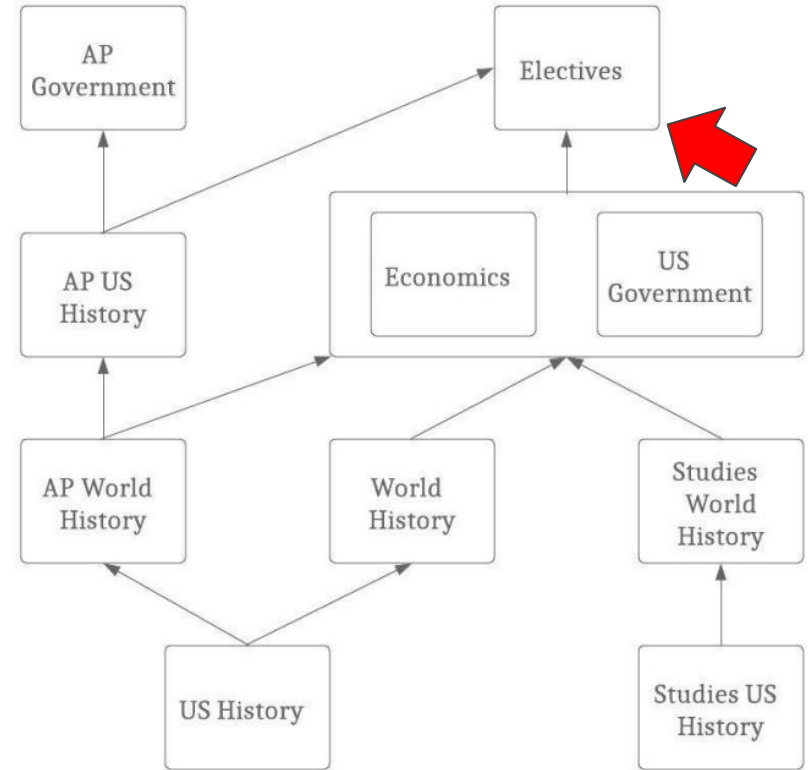 AP
Government
Electives
AP US
History
Economics
US
Government
AP World
History
World
History
Studies
World
History
US History
Studies US
History